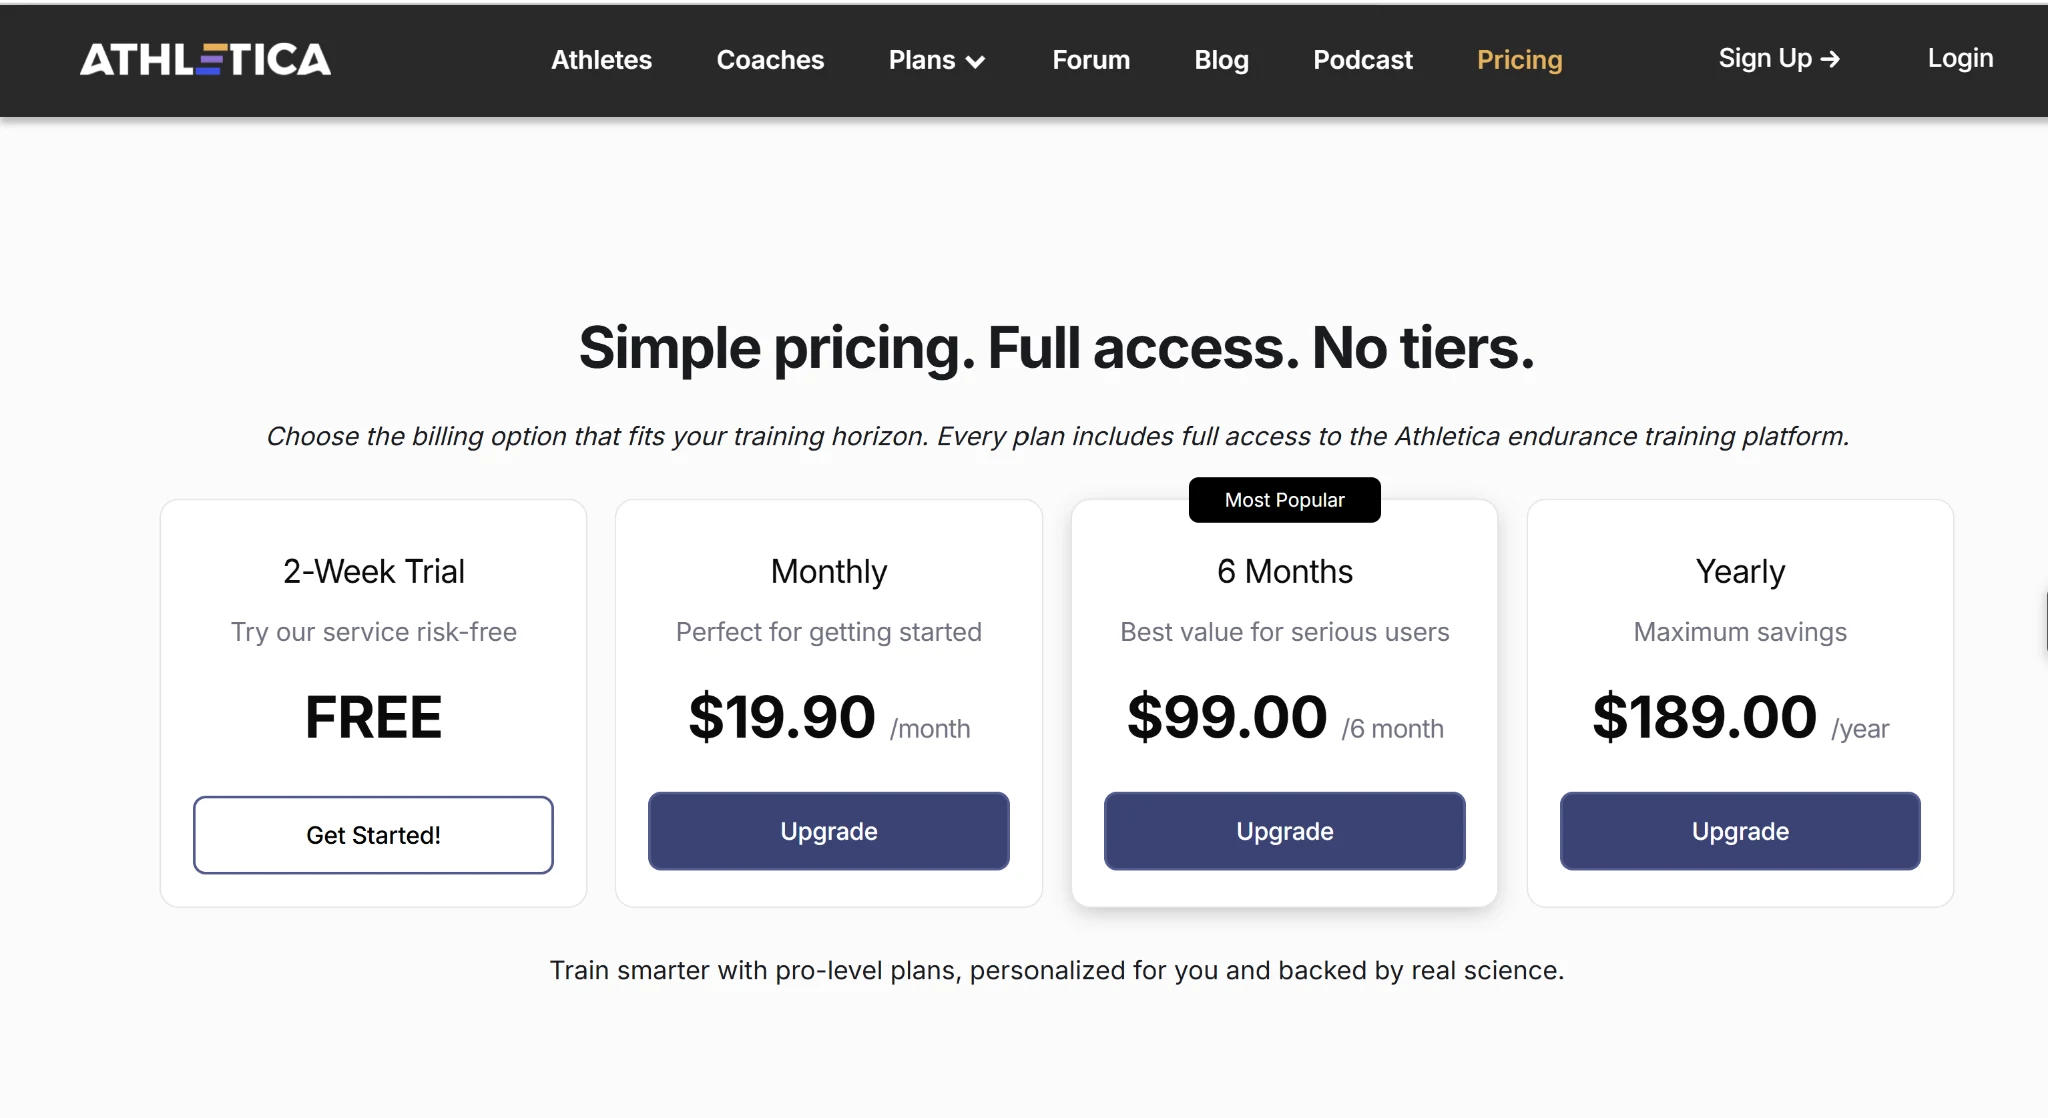 ATHLETICA
Athletes Coaches Plans Forum Blog Podcast Pricing Sign Up → Login
Simple pricing. Full access. No tiers.
Choose the billing option that fits your training horizon. Every plan includes full access to the Athletica endurance training platform.
2-Week Trial
Try our service risk-free
FREE
Get Started!
Monthly
Perfect for getting started
$19.90 /month
Upgrade
Most Popular
6 Months
Best value for serious users
$99.00 /6 month
Upgrade
Yearly
Maximum savings
$189.00 /year
Upgrade
Train smarter with pro-level plans, personalized for you and backed by real science.